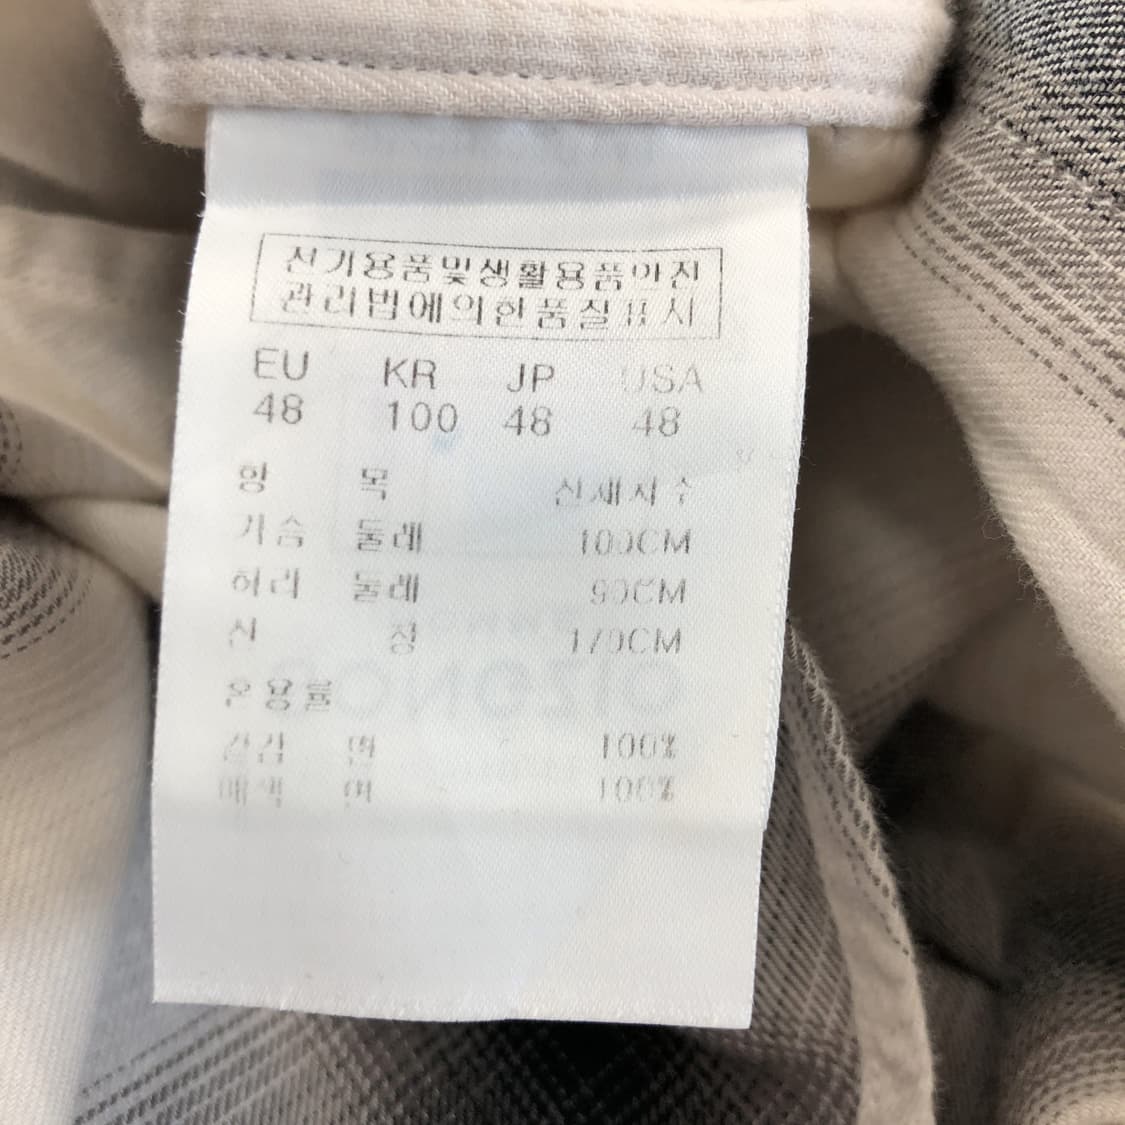 전기용품및생활용품안전
관리법에의한품질표시
EU KR JP USA
48 100 48 48
항 목 신체치수
가슴 둘레 100CM
허리 둘레 90CM
신 장 170CM
혼용률
겉감 면 100%
배색 면 100%